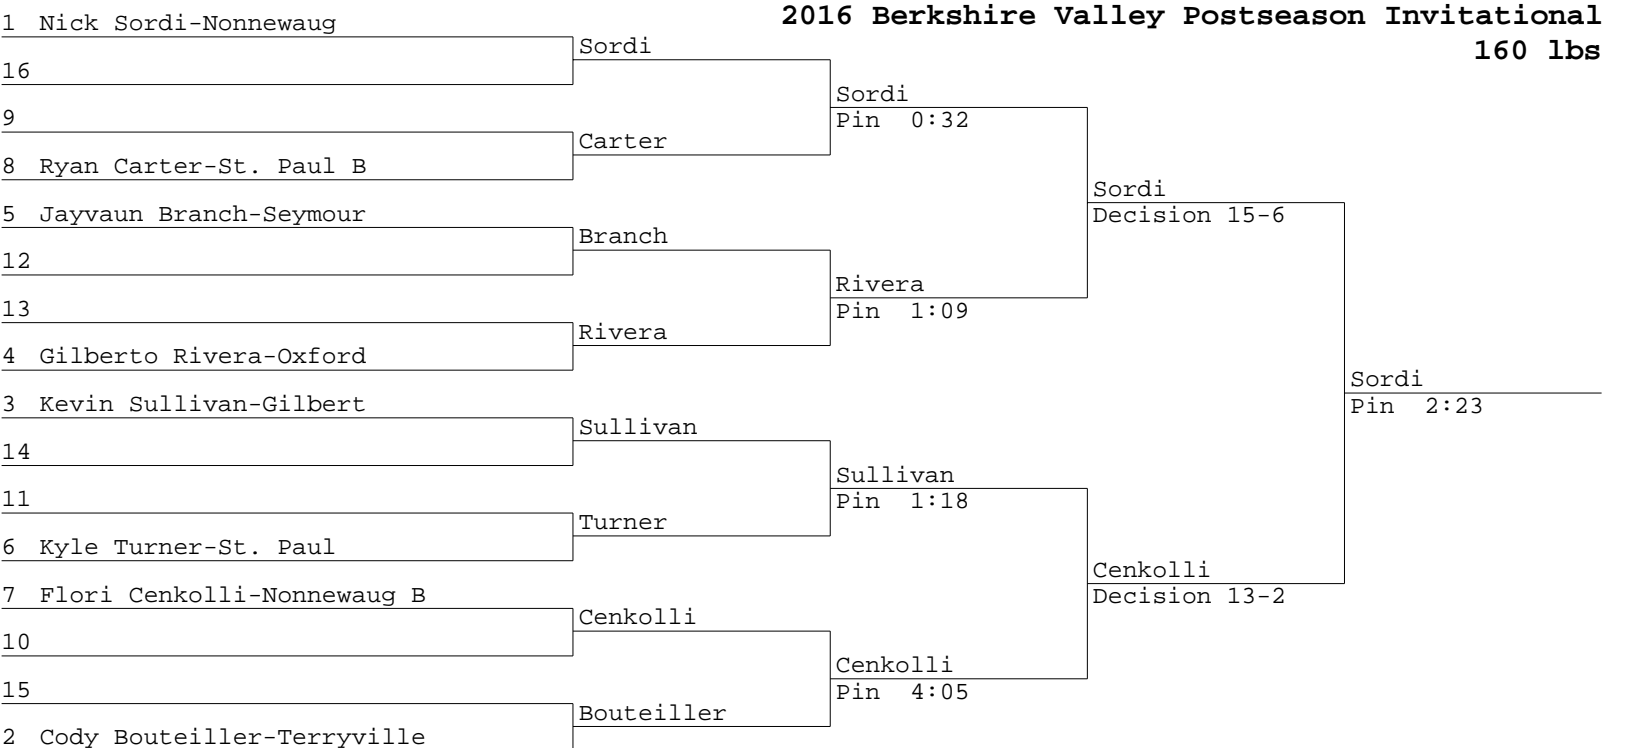 2016 Berkshire Valley Postseason Invitational
160 lbs
1 Nick Sordi-Nonnewaug
16
9
8 Ryan Carter-St. Paul B
5 Jayvaun Branch-Seymour
12
13
4 Gilberto Rivera-Oxford
3 Kevin Sullivan-Gilbert
14
11
6 Kyle Turner-St. Paul
7 Flori Cenkolli-Nonnewaug B
10
15
2 Cody Bouteiller-Terryville
Sordi
Carter
Branch
Rivera
Sullivan
Turner
Cenkolli
Bouteiller
Sordi
Pin 0:32
Rivera
Pin 1:09
Sullivan
Pin 1:18
Cenkolli
Pin 4:05
Sordi
Decision 15-6
Cenkolli
Decision 13-2
Sordi
Pin 2:23